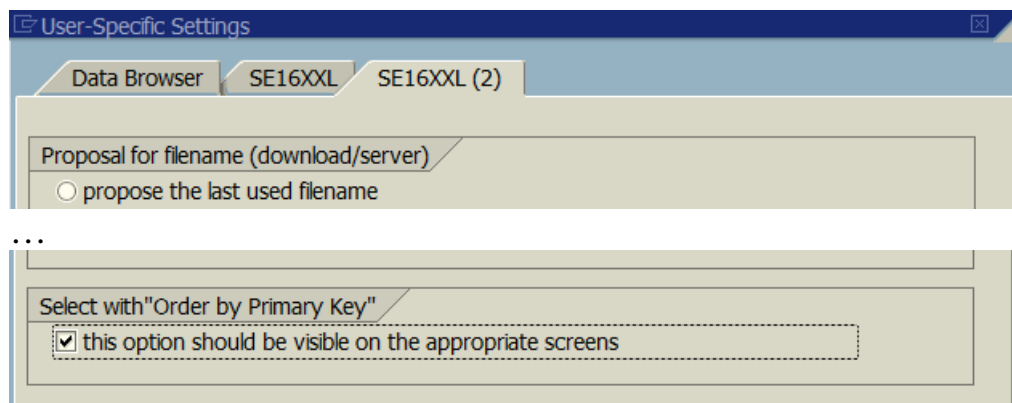 User-Specific Settings
Data Browser SE16XXL SE16XXL (2)
Proposal for filename (download/server)
propose the last used filename
...
Select with"Order by Primary Key"
this option should be visible on the appropriate screens